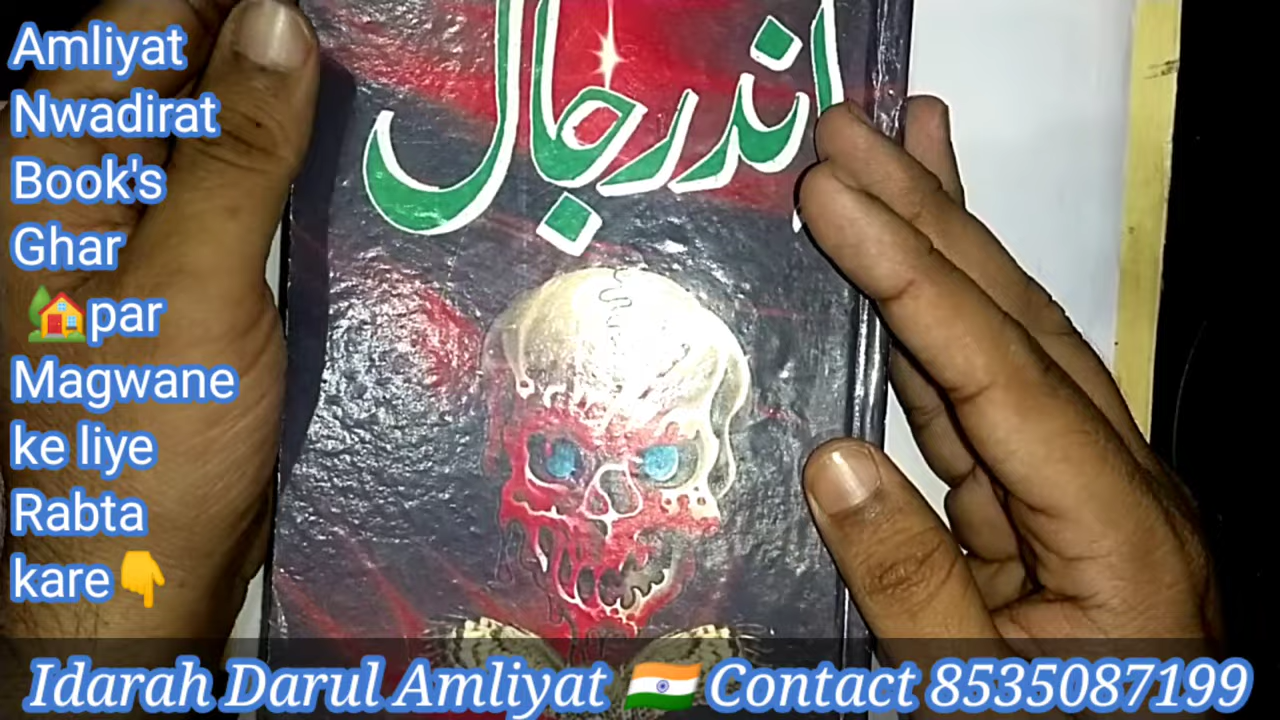 اندرجال
Amliyat
Nwadirat
Book's
Ghar
🏡par
Magwane
ke liye
Rabta
kare👇
Idarah Darul Amliyat 🇮🇳 Contact 8535087199